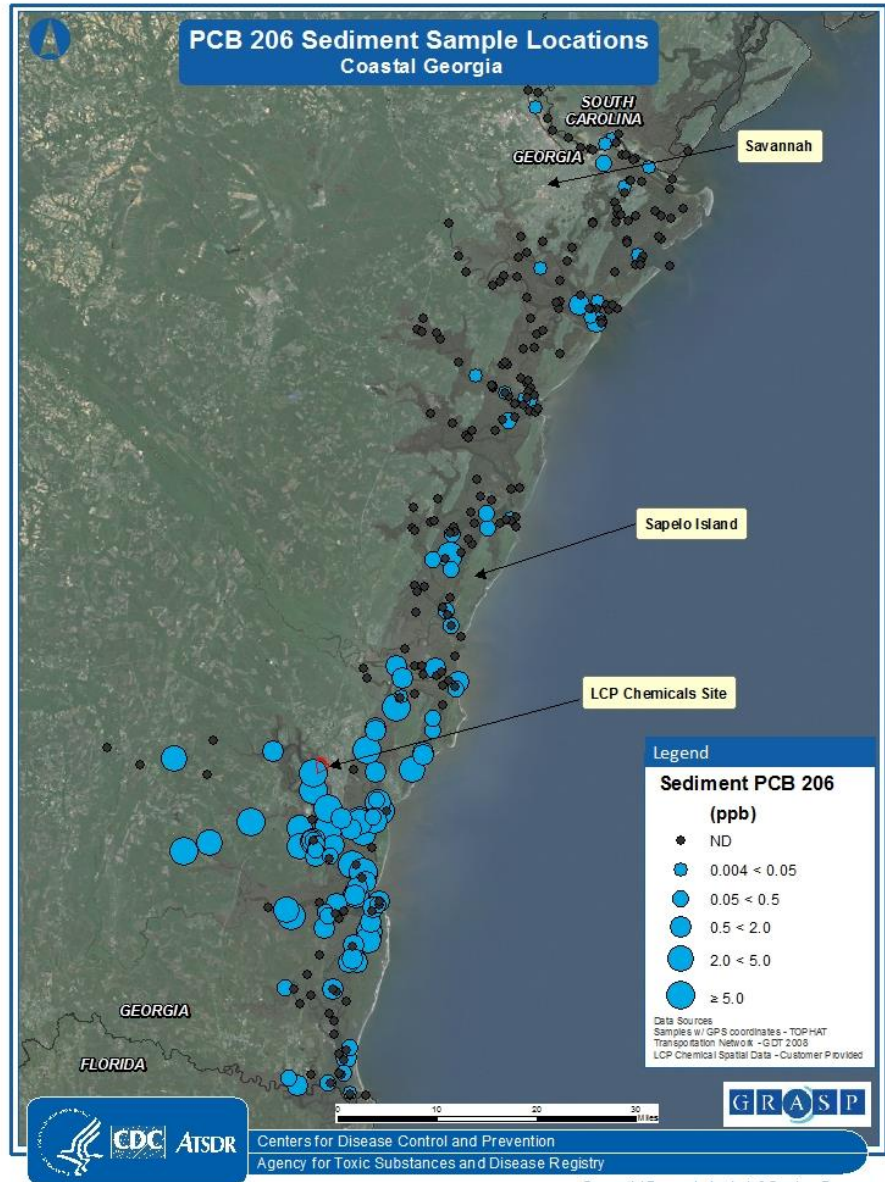 PCB 206 Sediment Sample Locations
Coastal Georgia
SOUTH
CAROLINA
GEORGIA
Savannah
Sapelo Island
LCP Chemicals Site
Legend
Sediment PCB 206
(ppb)
ND
0.004 < 0.05
0.05 < 0.5
0.5 < 2.0
2.0 < 5.0
≥ 5.0
Data Sources
Samples w/ GPS coordinates - TOPHAT
Transportation Network - GDT 2008
LCP Chemical Spatial Data - Customer Provided
GEORGIA
FLORIDA
0 10 20 30
Miles
GRASP
CDC ATSDR
Centers for Disease Control and Prevention
Agency for Toxic Substances and Disease Registry